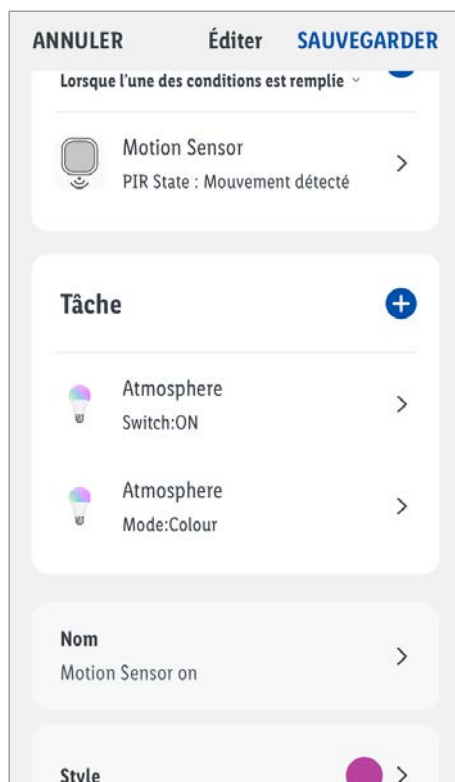 ANNULER Éditer SAUVEGARDER
Lorsque l'une des conditions est remplie
Motion Sensor
PIR State : Mouvement détecté
Tâche
Atmosphere
Switch:ON
Atmosphere
Mode:Colour
Nom
Motion Sensor on
Style